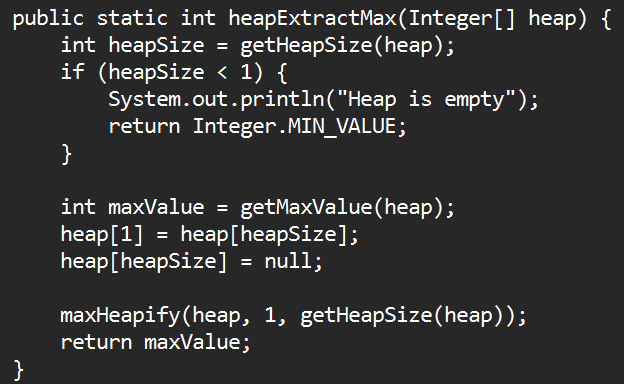 public static int heapExtractMax(Integer[] heap) {
    int heapSize = getHeapSize(heap);
    if (heapSize < 1) {
        System.out.println("Heap is empty");
        return Integer.MIN_VALUE;
    }

    int maxValue = getMaxValue(heap);
    heap[1] = heap[heapSize];
    heap[heapSize] = null;

    maxHeapify(heap, 1, getHeapSize(heap));
    return maxValue;
}